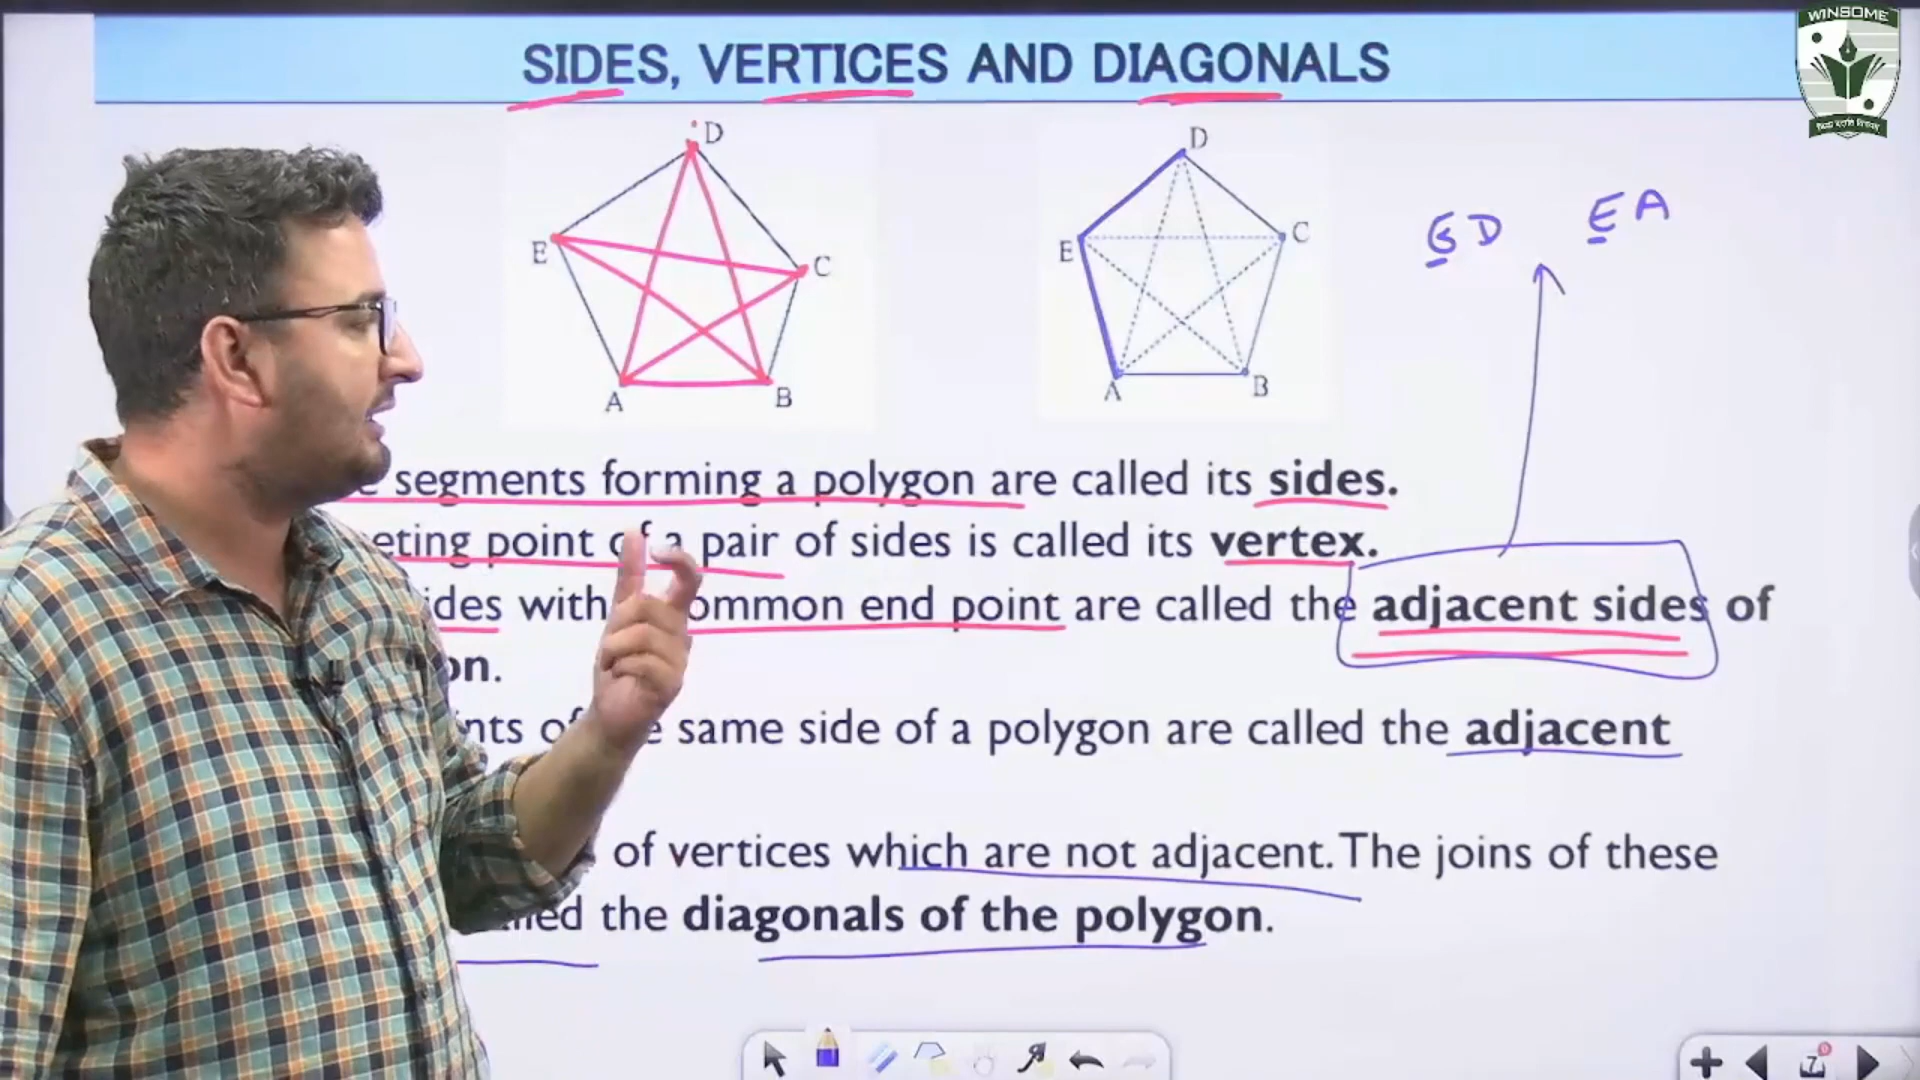 WINSOME
SIDES, VERTICES AND DIAGONALS
D
E
C
A
B
D
E
C
A
B
ED EA
segments forming a polygon are called its sides.
eting point of a pair of sides is called its vertex.
ides with ommon end point are called the adjacent sides of
on.
nts of e same side of a polygon are called the adjacent
of vertices which are not adjacent. The joins of these
the diagonals of the polygon.
7